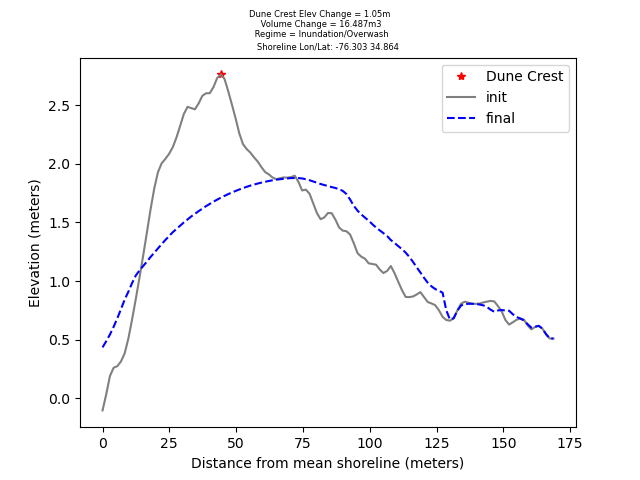 Dune Crest Elev Change = 1.05m
Volume Change = 16.487m3
Regime = Inundation/Overwash
Shoreline Lon/Lat: -76.303 34.864
Dune Crest
init
final
Elevation (meters)
2.5
2.0
1.5
1.0
0.5
0.0
0 25 50 75 100 125 150 175
Distance from mean shoreline (meters)